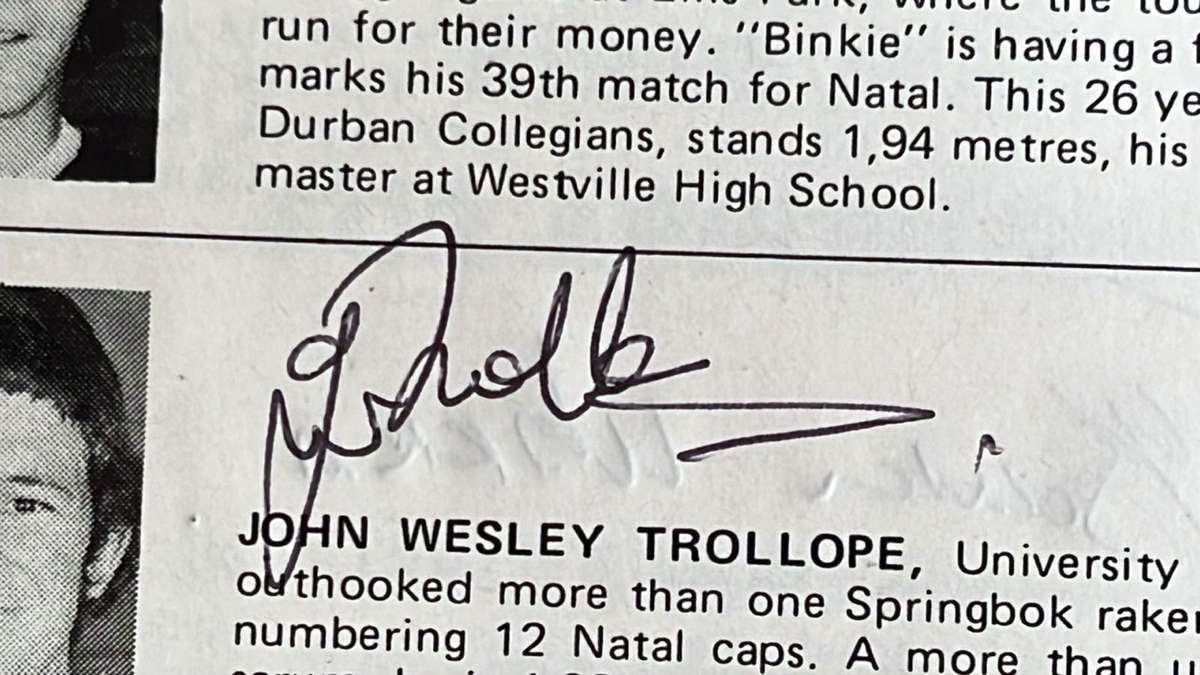 run for their money. "Binkie" is having a
marks his 39th match for Natal. This 26
Durban Collegians, stands 1,94 metres, his
master at Westville High School.
JOHN WESLEY TROLLOPE, University
outhooked more than one Springbok
numbering 12 Natal caps. A more than